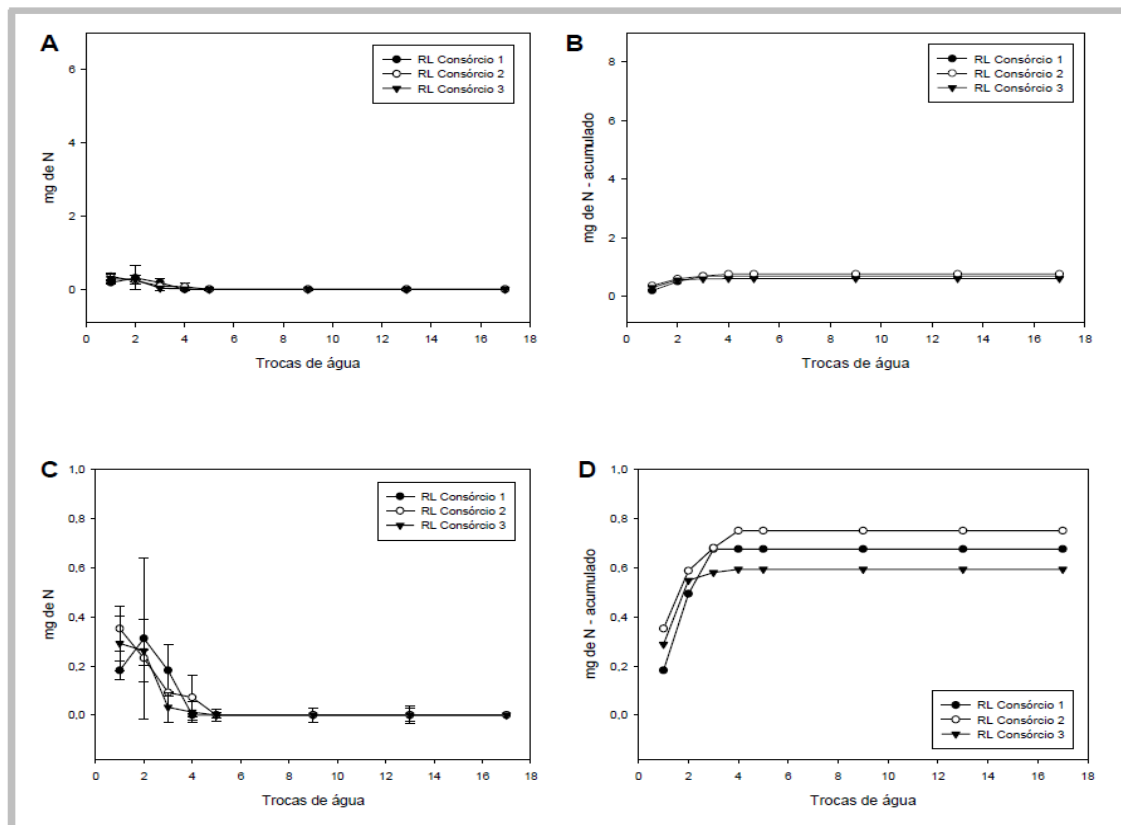 A
6
4
2
0
mg de N
RL Consórcio 1
RL Consórcio 2
RL Consórcio 3
0 2 4 6 8 10 12 14 16 18
Trocas de água
B
8
6
4
2
0
mg de N - acumulado
RL Consórcio 1
RL Consórcio 2
RL Consórcio 3
0 2 4 6 8 10 12 14 16 18
Trocas de água
C
1,0
0,8
0,6
0,4
0,2
0,0
mg de N
RL Consórcio 1
RL Consórcio 2
RL Consórcio 3
0 2 4 6 8 10 12 14 16 18
Trocas de água
D
1,0
0,8
0,6
0,4
0,2
0,0
mg de N - acumulado
RL Consórcio 1
RL Consórcio 2
RL Consórcio 3
0 2 4 6 8 10 12 14 16 18
Trocas de água